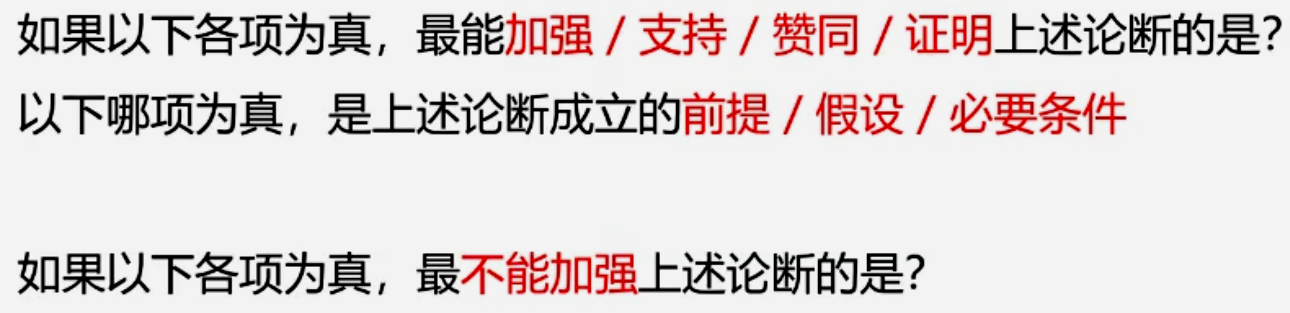 如果以下各项为真，最能加强 / 支持 / 赞同 / 证明上述论断的是？
以下哪项为真，是上述论断成立的前提 / 假设 / 必要条件
如果以下各项为真，最不能加强上述论断的是？